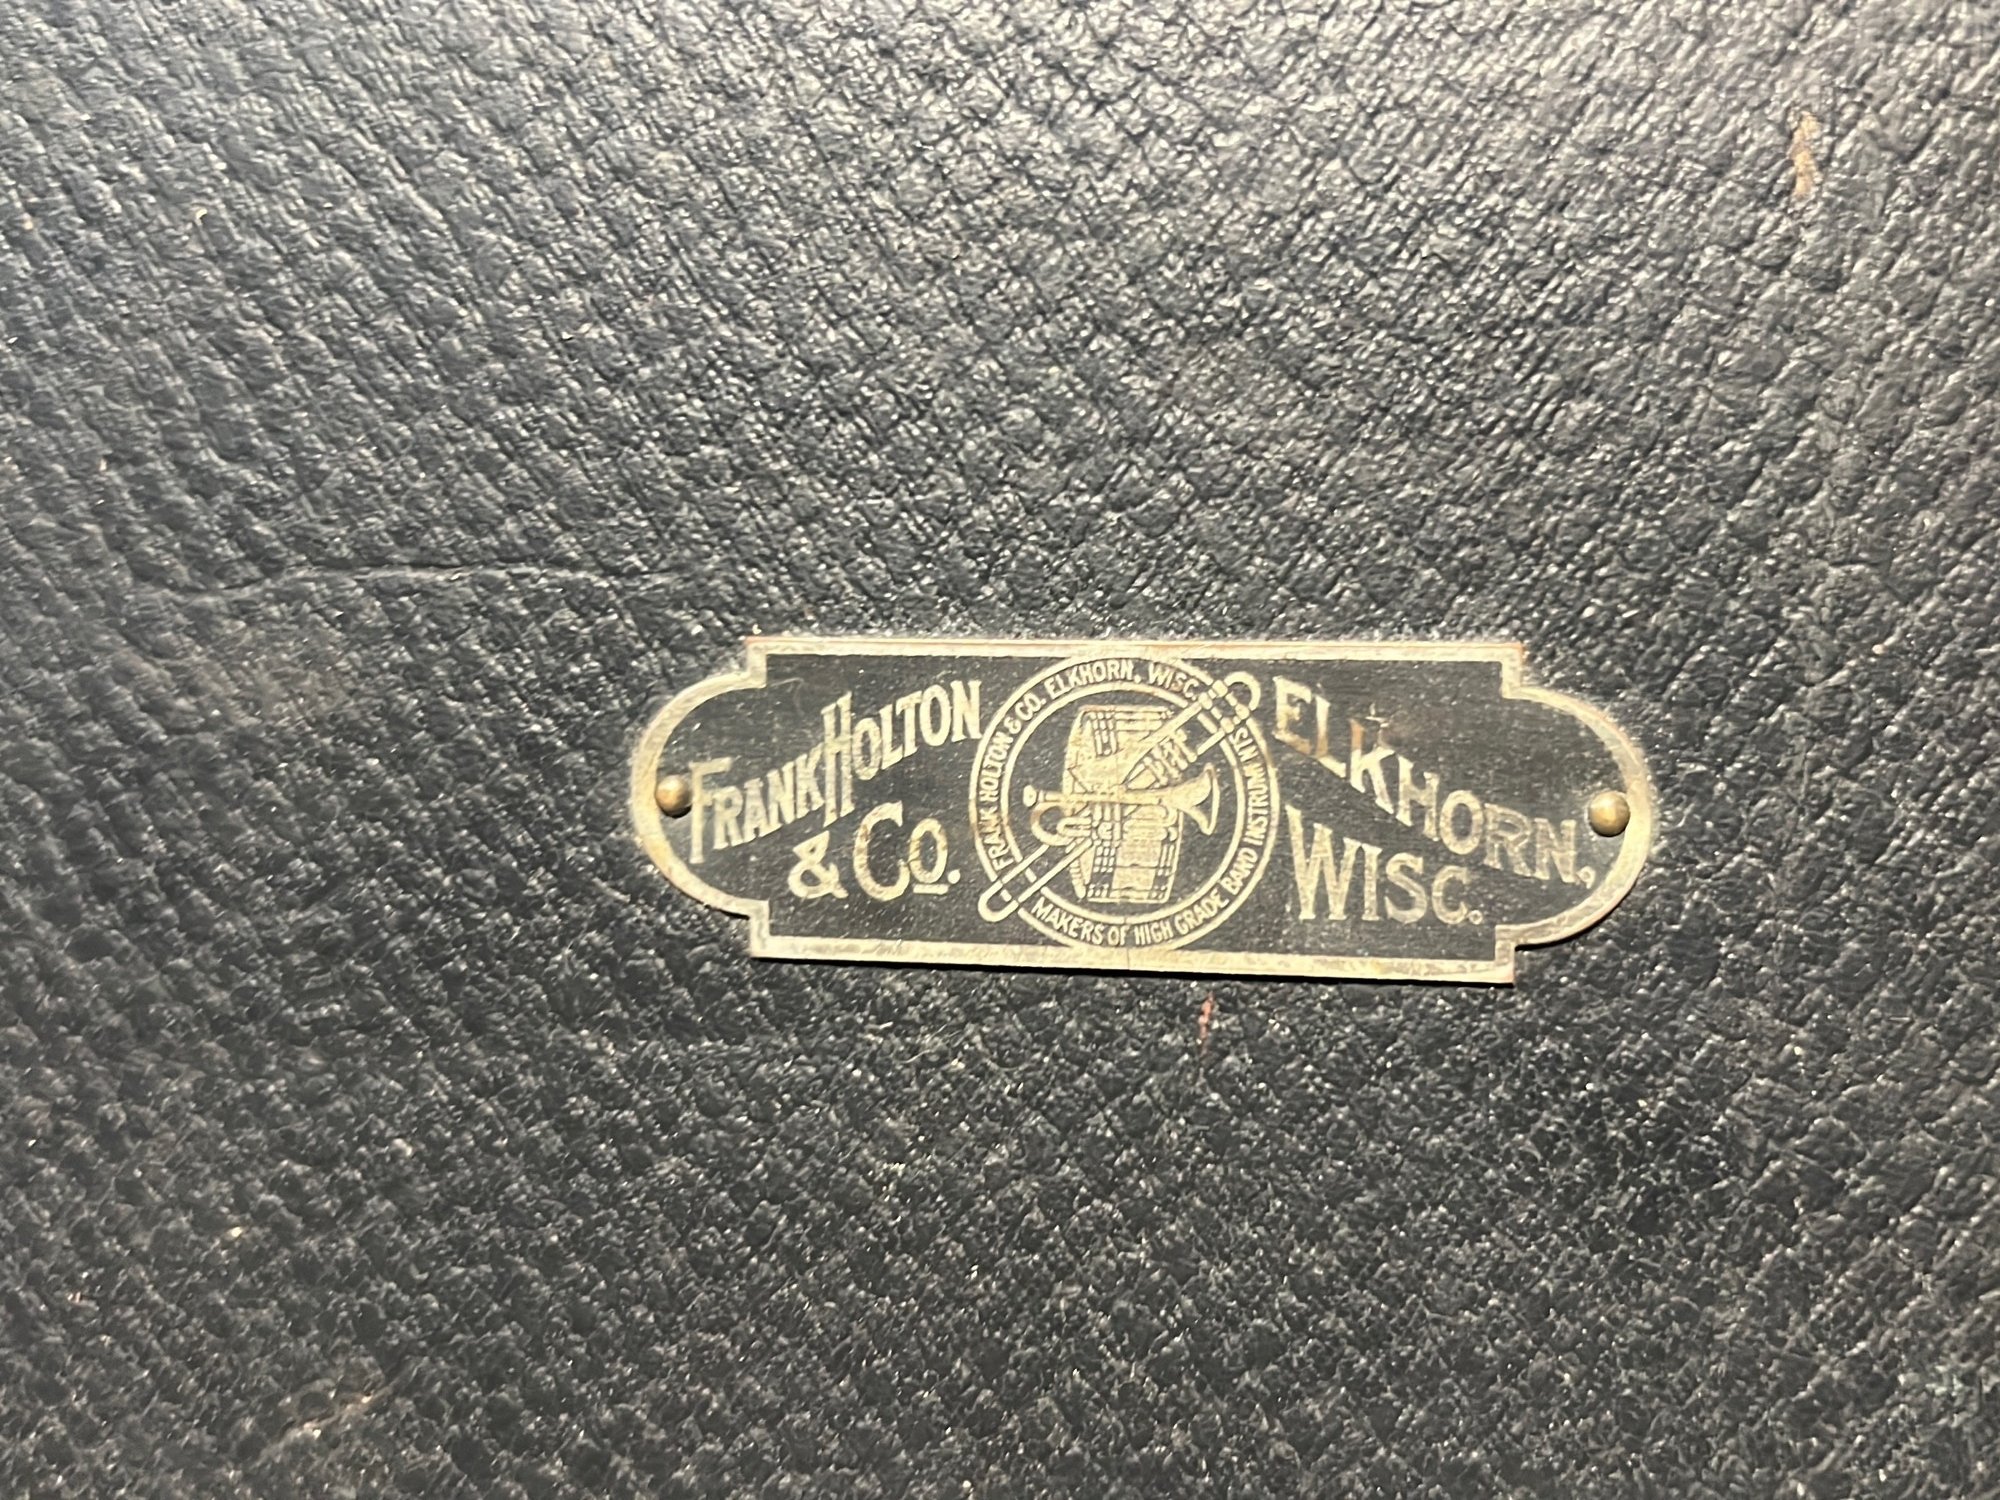 FRANK HOLTON
& CO.
FRANK HOLTON & CO. ELKHORN, WISC.
MAKERS OF HIGH GRADE BAND INSTRUMENTS
ELKHORN,
WISC.